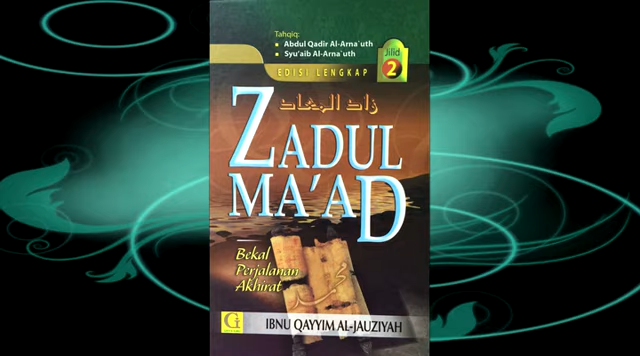 Tahqiq:
Abdul Qadir Al-Arna`uth
Syu'aib Al-Arna`uth
Jilid
2
EDISI LENGKAP
زاد المعاد
ZADUL
MA'AD
Bekal
Perjalanan
Akhirat
محمد
G
IBNU QAYYIM AL-JAUZIYAH